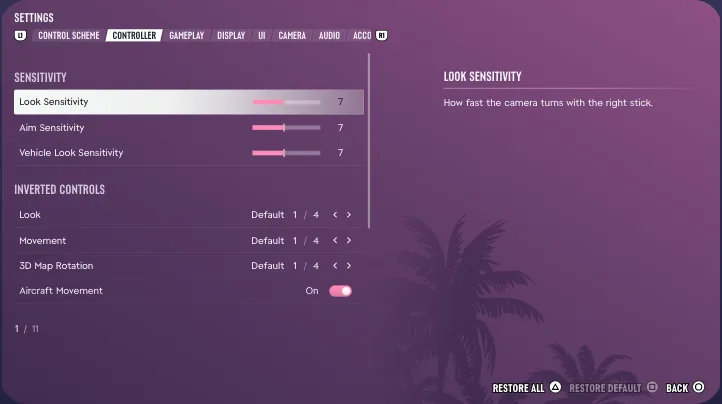 SETTINGS
L1 CONTROL SCHEME CONTROLLER GAMEPLAY DISPLAY UI CAMERA AUDIO ACCO R1
SENSITIVITY
Look Sensitivity 7
Aim Sensitivity 7
Vehicle Look Sensitivity 7
INVERTED CONTROLS
Look Default 1 / 4
Movement Default 1 / 4
3D Map Rotation Default 1 / 4
Aircraft Movement On
1 / 11
LOOK SENSITIVITY
How fast the camera turns with the right stick.
RESTORE ALL RESTORE DEFAULT BACK